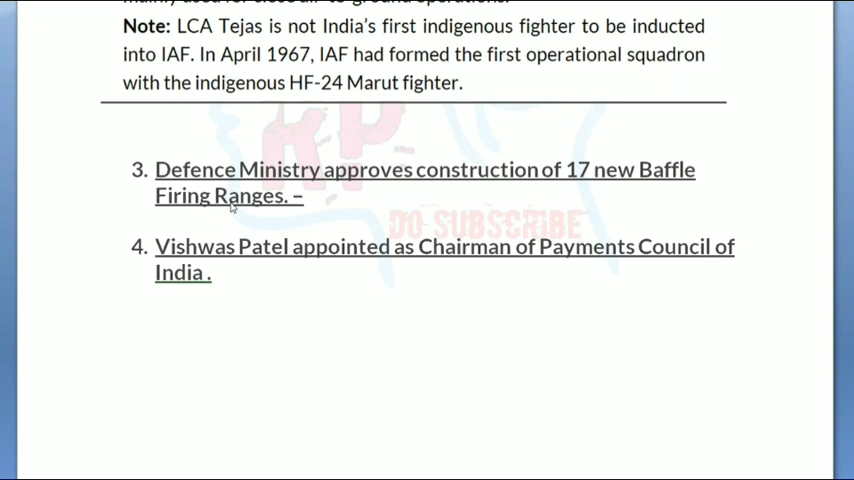 Note: LCA Tejas is not India’s first indigenous fighter to be inducted
into IAF. In April 1967, IAF had formed the first operational squadron
with the indigenous HF-24 Marut fighter.
KP
3. Defence Ministry approves construction of 17 new Baffle
Firing Ranges. –
DO SUBSCRIBE
4. Vishwas Patel appointed as Chairman of Payments Council of
India .